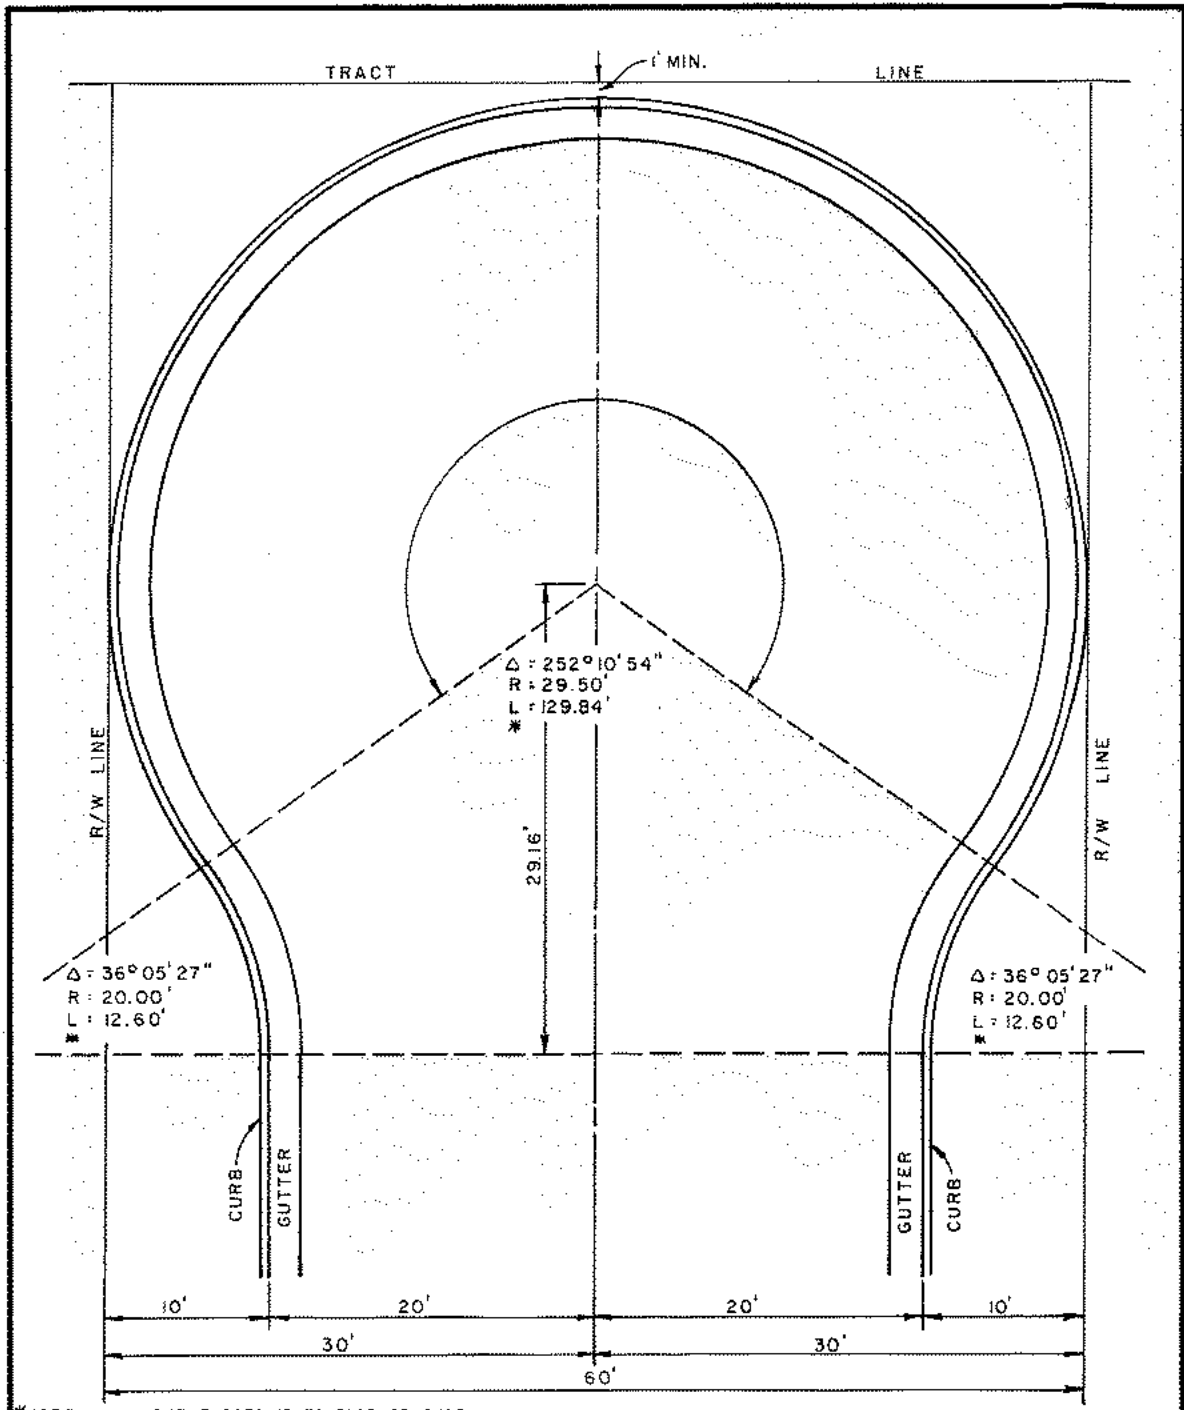 TRACT LINE
1' MIN.
Δ = 252° 10' 54"
R = 29.50'
L = 129.84'
*
R/W LINE
R/W LINE
29.16'
Δ = 36° 05' 27"
R = 20.00'
L = 12.60'
*
Δ = 36° 05' 27"
R = 20.00'
L = 12.60'
*
CURB
GUTTER
GUTTER
CURB
10' 20' 20' 10'
30' 30'
60'
*